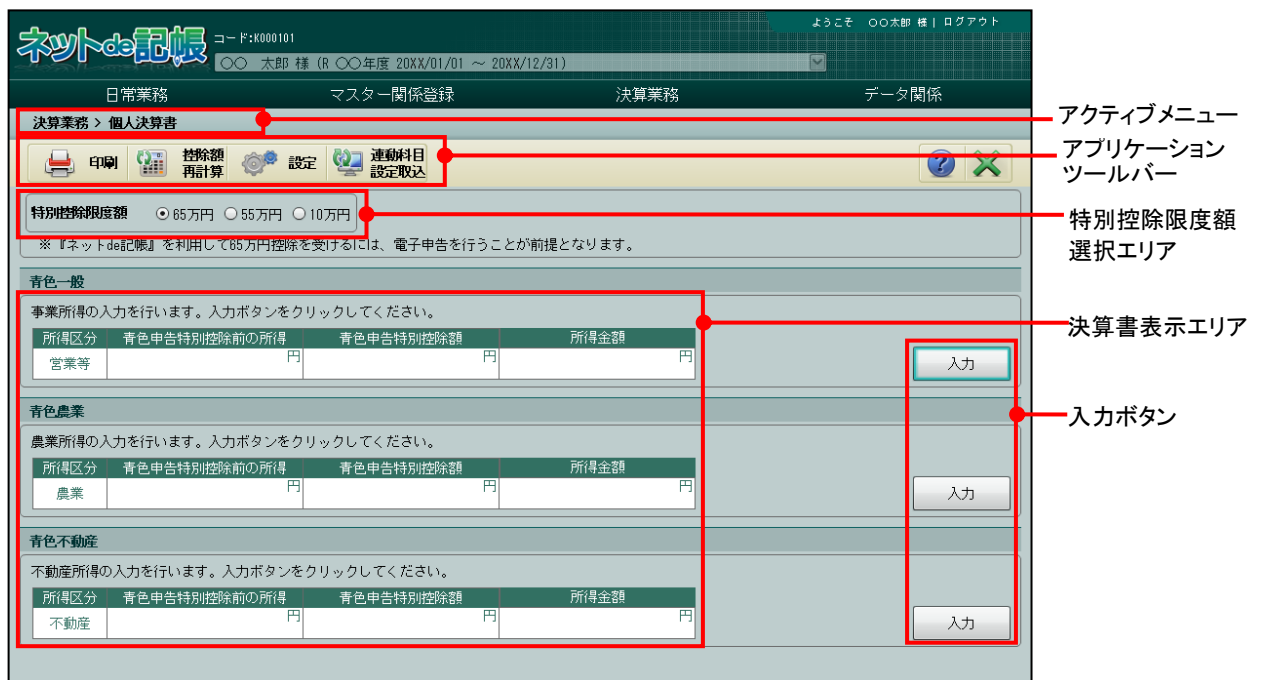 ようこそ 〇〇太郎 様 | ログアウト
ネットde記帳
コード:K000101
〇〇 太郎 様 (R 〇〇年度 20XX/01/01 ～ 20XX/12/31)
日常業務 マスター関係登録 決算業務 データ関係
決算業務 > 個人決算書
アクティブメニュー
印刷
控除額
再計算
設定
連動科目
設定取込
アプリケーション
ツールバー
特別控除限度額 65万円 55万円 10万円
特別控除限度額
選択エリア
※『ネットde記帳』を利用して65万円控除を受けるには、電子申告を行うことが前提となります。
青色一般
事業所得の入力を行います。入力ボタンをクリックしてください。
所得区分 青色申告特別控除前の所得 青色申告特別控除額 所得金額
営業等 円 円 円
入力
決算書表示エリア
入力ボタン
青色農業
農業所得の入力を行います。入力ボタンをクリックしてください。
所得区分 青色申告特別控除前の所得 青色申告特別控除額 所得金額
農業 円 円 円
入力
青色不動産
不動産所得の入力を行います。入力ボタンをクリックしてください。
所得区分 青色申告特別控除前の所得 青色申告特別控除額 所得金額
不動産 円 円 円
入力